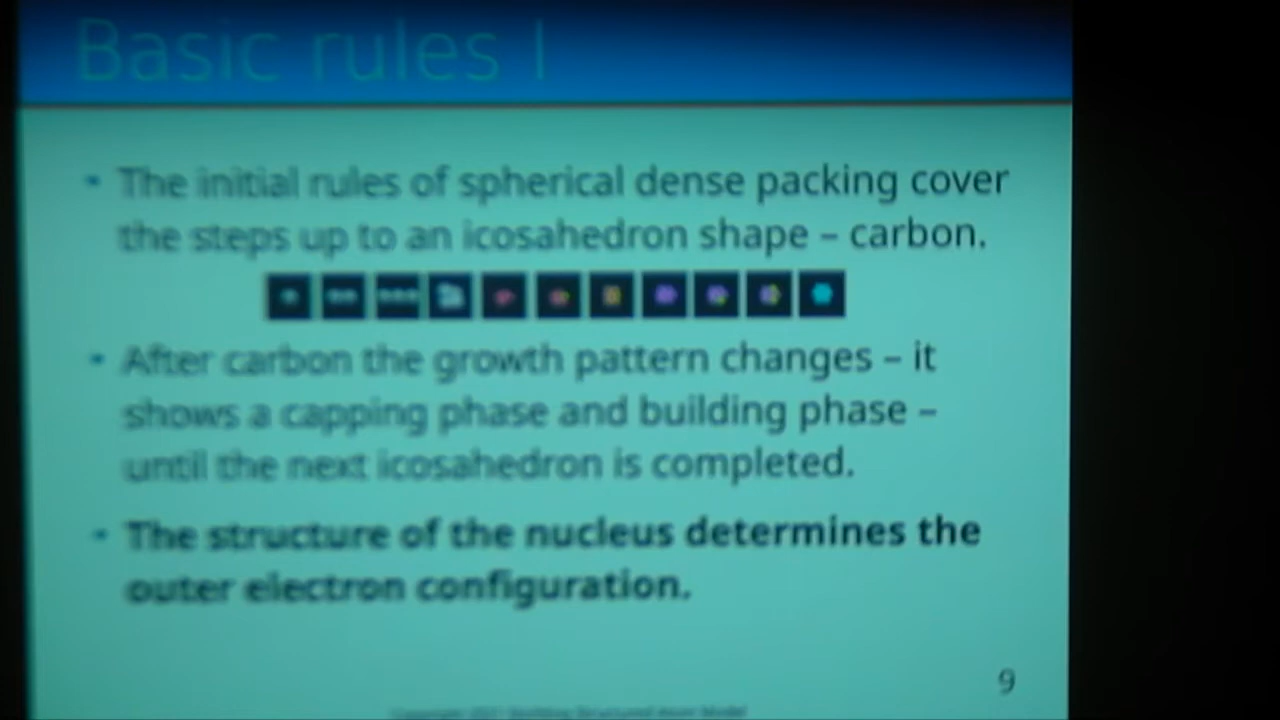 Basic rules I
• The initial rules of spherical dense packing cover
the steps up to an icosahedron shape – carbon.
• After carbon the growth pattern changes – it
shows a capping phase and building phase –
until the next icosahedron is completed.
• The structure of the nucleus determines the
outer electron configuration.
9